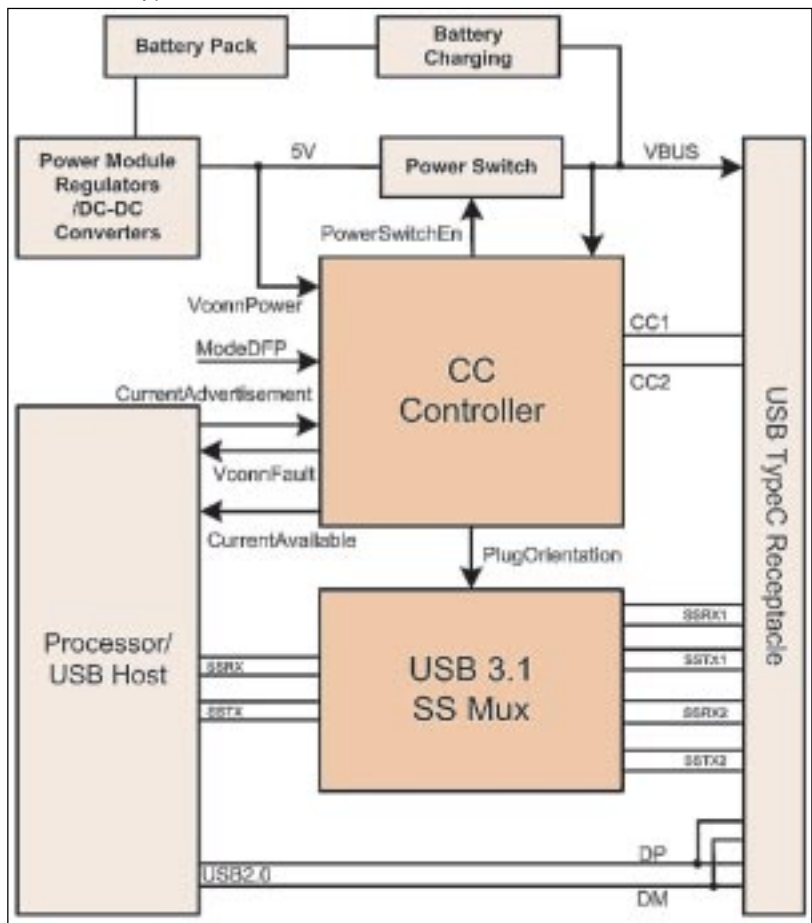 Battery Pack
Battery
Charging
Power Module
Regulators
/DC-DC
Converters
5V
Power Switch
VBUS
PowerSwitchEn
VconnPower
ModeDFP
CurrentAdvertisement
VconnFault
CurrentAvailable
CC
Controller
CC1
CC2
USB TypeC Receptacle
PlugOrientation
Processor/
USB Host
SSRX
SSTX
USB 3.1
SS Mux
SSRX1
SSTX1
SSRX2
SSTX2
USB2.0
DP
DM